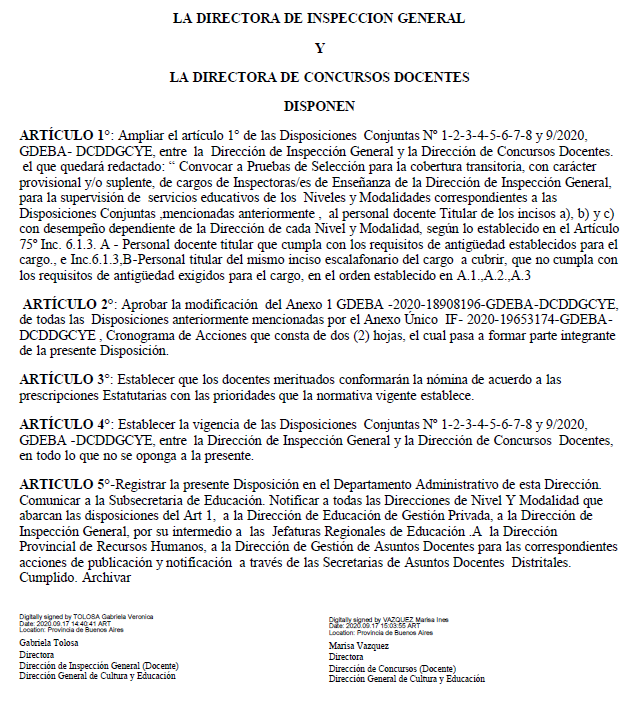 LA DIRECTORA DE INSPECCION GENERAL
Y
LA DIRECTORA DE CONCURSOS DOCENTES
DISPONEN
ARTÍCULO 1°: Ampliar el artículo 1° de las Disposiciones Conjuntas Nº 1-2-3-4-5-6-7-8 y 9/2020,
GDEBA- DCDDGCYE, entre la Dirección de Inspección General y la Dirección de Concursos Docentes.
el que quedará redactado: “ Convocar a Pruebas de Selección para la cobertura transitoria, con carácter
provisional y/o suplente, de cargos de Inspectoras/es de Enseñanza de la Dirección de Inspección General,
para la supervisión de servicios educativos de los Niveles y Modalidades correspondientes a las
Disposiciones Conjuntas ,mencionadas anteriormente , al personal docente Titular de los incisos a), b) y c)
con desempeño dependiente de la Dirección de cada Nivel y Modalidad, según lo establecido en el Artículo
75º Inc. 6.1.3. A - Personal docente titular que cumpla con los requisitos de antigüedad establecidos para el
cargo., e Inc.6.1.3,B-Personal titular del mismo inciso escalafonario del cargo a cubrir, que no cumpla con
los requisitos de antigüedad exigidos para el cargo, en el orden establecido en A.1.,A.2.,A.3
ARTÍCULO 2°: Aprobar la modificación del Anexo 1 GDEBA -2020-18908196-GDEBA-DCDDGCYE,
de todas las Disposiciones anteriormente mencionadas por el Anexo Único IF- 2020-19653174-GDEBA-
DCDDGCYE , Cronograma de Acciones que consta de dos (2) hojas, el cual pasa a formar parte integrante
de la presente Disposición.
ARTÍCULO 3°: Establecer que los docentes merituados conformarán la nómina de acuerdo a las
prescripciones Estatutarias con las prioridades que la normativa vigente establece.
ARTÍCULO 4°: Establecer la vigencia de las Disposiciones Conjuntas Nº 1-2-3-4-5-6-7-8 y 9/2020,
GDEBA -DCDDGCYE, entre la Dirección de Inspección General y la Dirección de Concursos Docentes,
en todo lo que no se oponga a la presente.
ARTICULO 5°-Registrar la presente Disposición en el Departamento Administrativo de esta Dirección.
Comunicar a la Subsecretaria de Educación. Notificar a todas las Direcciones de Nivel Y Modalidad que
abarcan las disposiciones del Art 1, a la Dirección de Educación de Gestión Privada, a la Dirección de
Inspección General, por su intermedio a las Jefaturas Regionales de Educación .A la Dirección
Provincial de Recursos Humanos, a la Dirección de Gestión de Asuntos Docentes para las correspondientes
acciones de publicación y notificación a través de las Secretarias de Asuntos Docentes Distritales.
Cumplido. Archivar
Digitally signed by TOLOSA Gabriela Veronica
Date: 2020.09.17 14:40:41 ART
Location: Provincia de Buenos Aires
Gabriela Tolosa
Directora
Dirección de Inspección General (Docente)
Dirección General de Cultura y Educación
Digitally signed by VAZQUEZ Marisa Ines
Date: 2020.09.17 15:03:55 ART
Location: Provincia de Buenos Aires
Marisa Vazquez
Directora
Dirección de Concursos (Docente)
Dirección General de Cultura y Educación